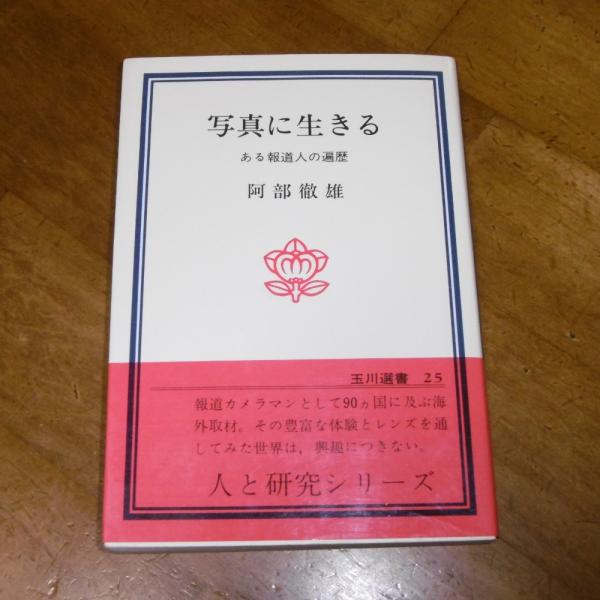 写真に生きる
ある報道人の遍歴
阿部徹雄
玉川選書 25
報道カメラマンとして90ヵ国に及ぶ海
外取材。その豊富な体験とレンズを通
してみた世界は，興趣につきない。
人と研究シリーズ